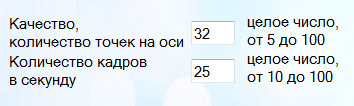 Качество,
количество точек на оси
32
целое число,
от 5 до 100
Количество кадров
в секунду
25
целое число,
от 10 до 100